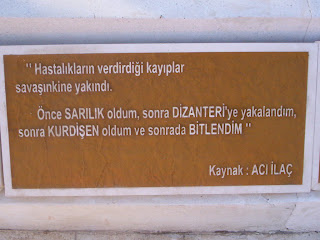 " Hastalıkların verdirdiği kayıplar
savaşınkine yakındı.
Önce SARILIK oldum, sonra DİZANTERİ'ye yakalandım,
sonra KURDİŞEN oldum ve sonrada BİTLENDİM "
Kaynak : ACI İLAÇ